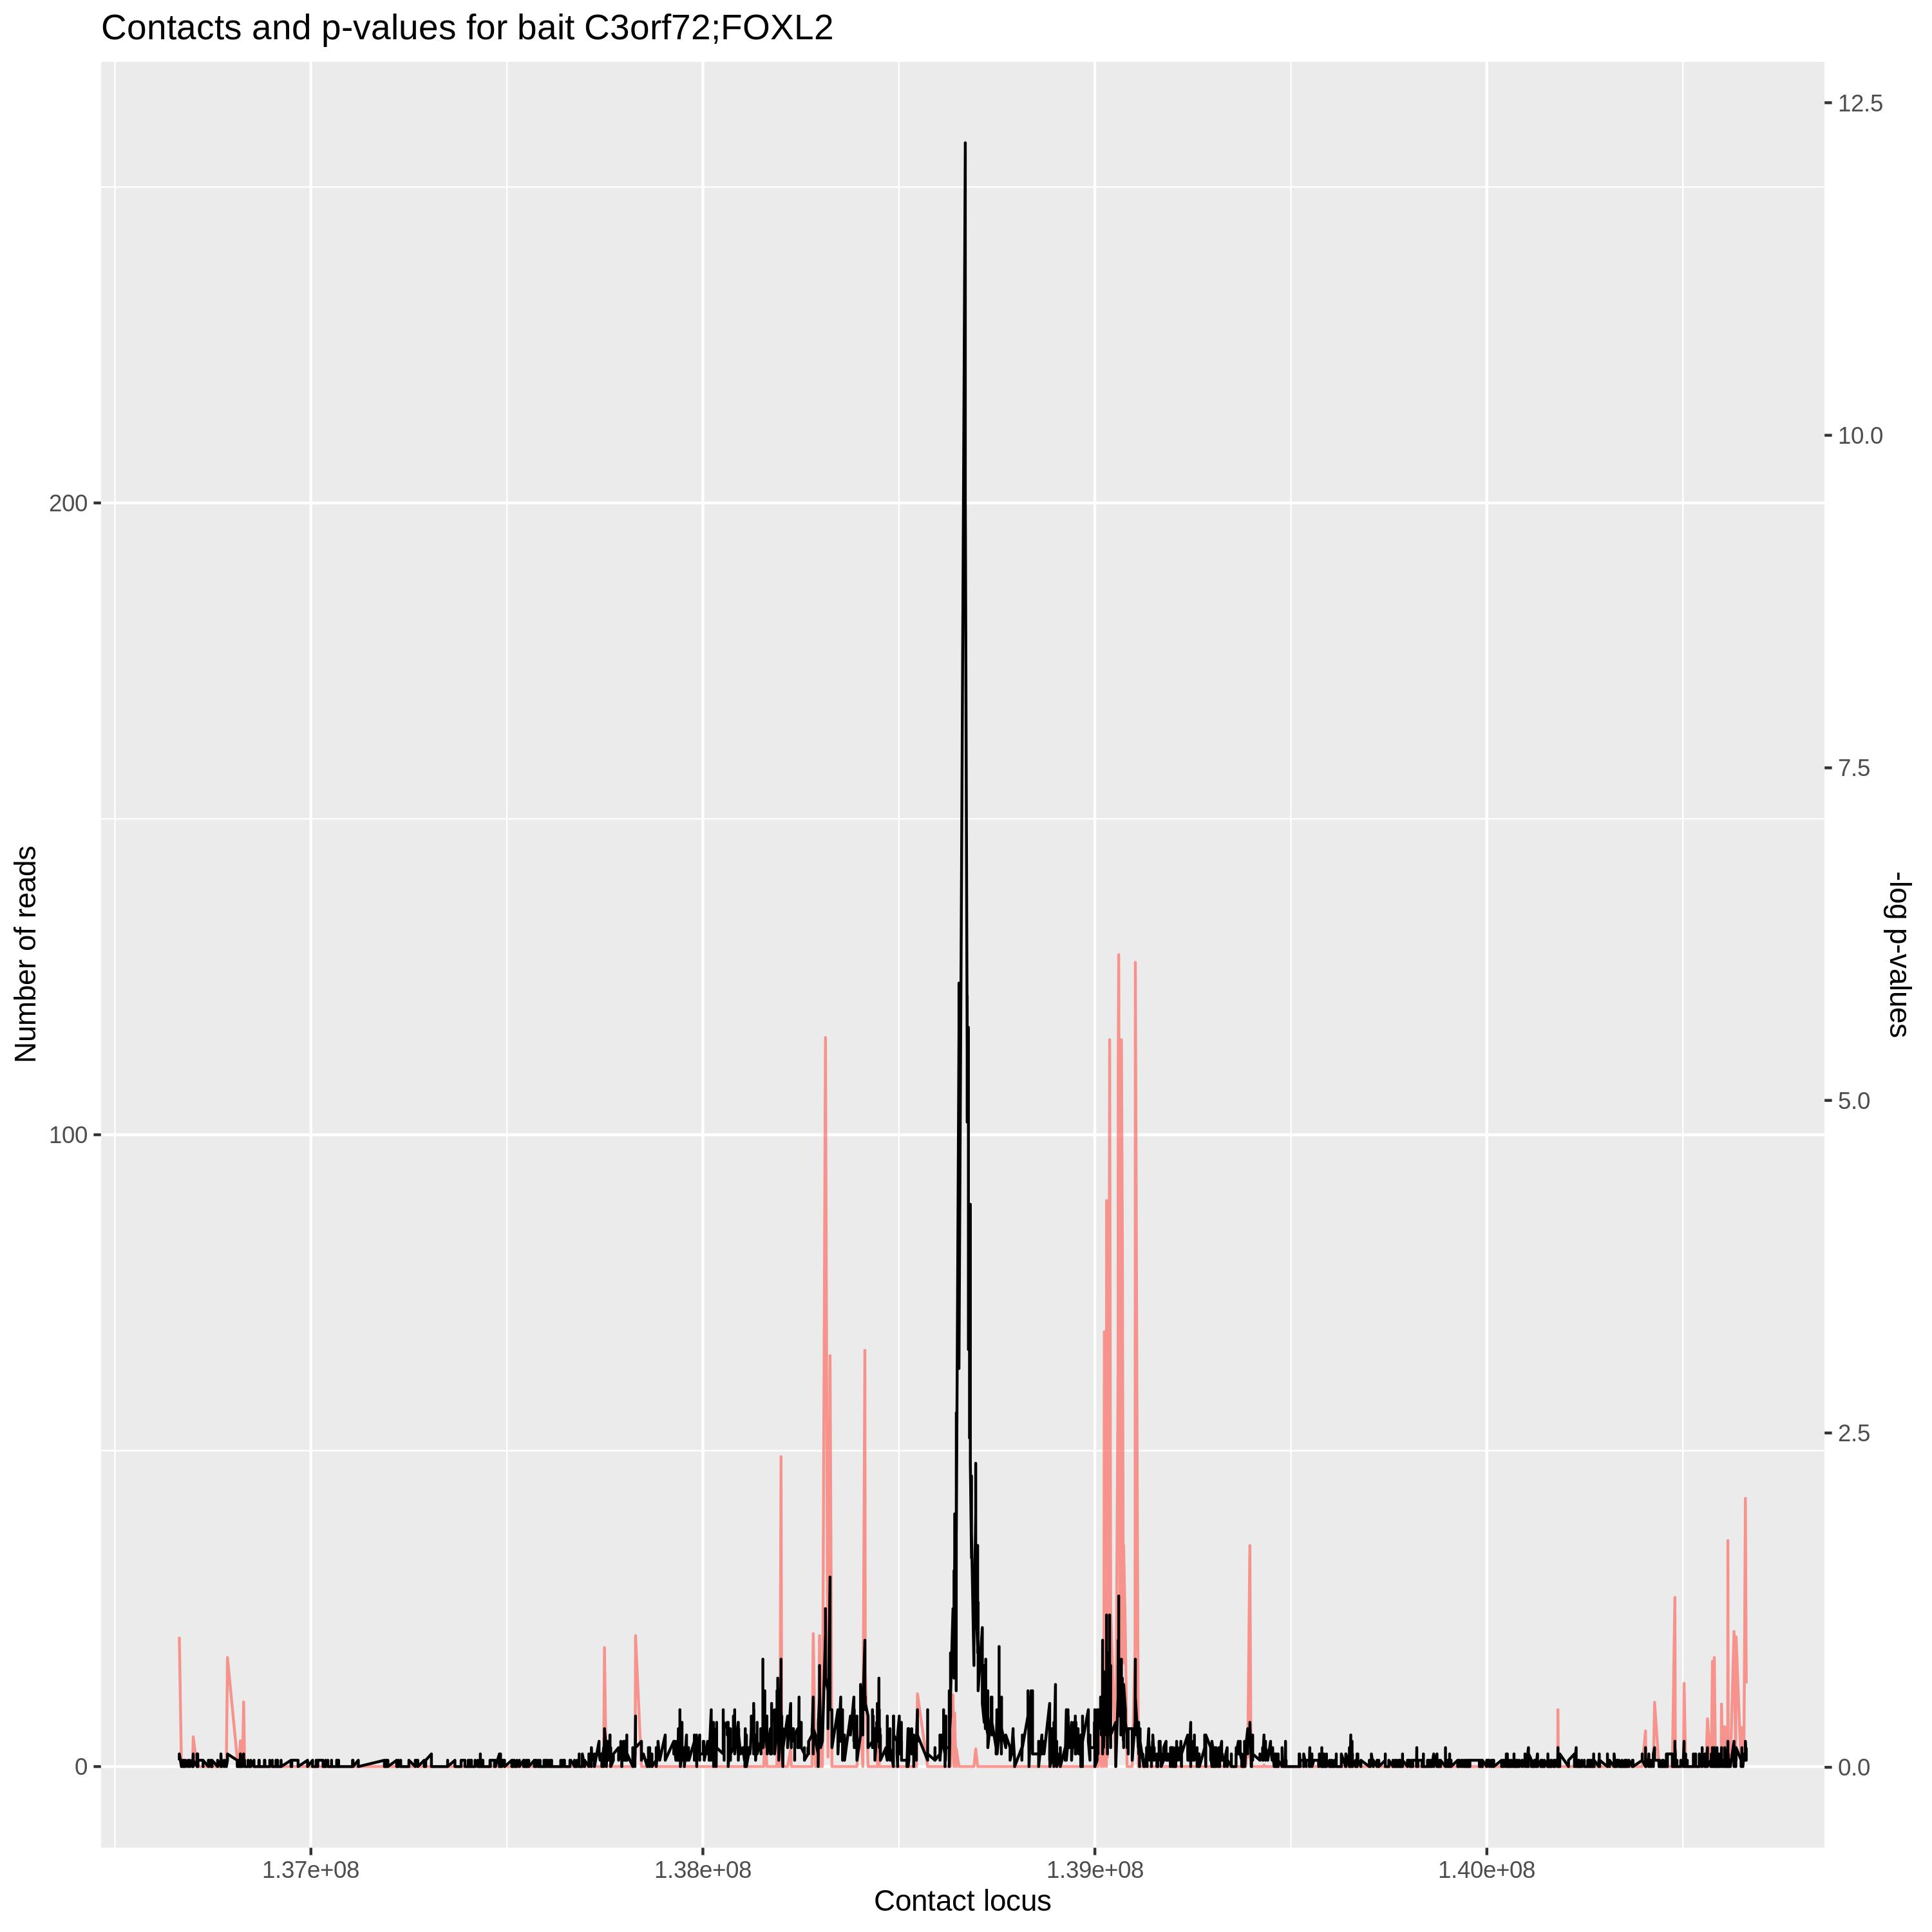 Contacts and p-values for bait C3orf72;FOXL2
12.5
10.0
200
7.5
Number of reads
-log p-values
5.0
100
2.5
0
0.0
1.37e+08
1.38e+08
1.39e+08
1.40e+08
Contact locus